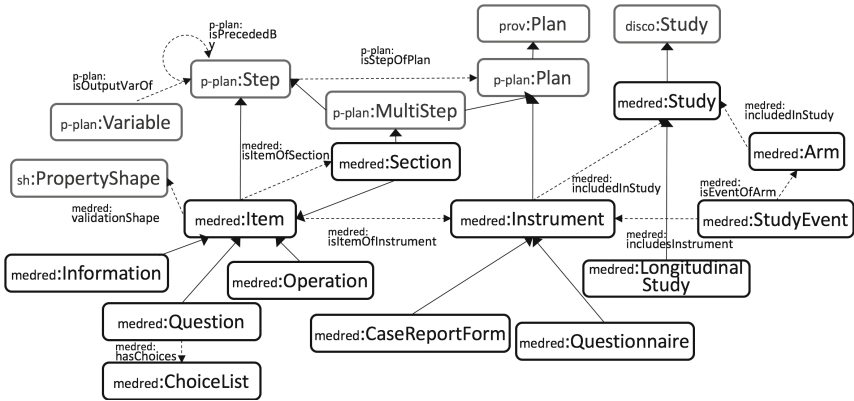 p-plan:
isPrecededB
y
prov:Plan
disco:Study
p-plan:
isStepOfPlan
p-plan:
isOutputVarOf
p-plan:Step
p-plan:Plan
medred:Study
p-plan:Variable
p-plan:MultiStep
medred:
includedInStudy
medred:
isItemOfSection
medred:Section
medred:Arm
sh:PropertyShape
medred:
includedInStudy
medred:
isEventOfArm
medred:
validationShape
medred:Item
medred:Instrument
medred:StudyEvent
medred:
isItemOfInstrument
medred:
includesInstrument
medred:Information
medred:Operation
medred:Longitudinal
Study
medred:Question
medred:CaseReportForm
medred:Questionnaire
medred:
hasChoices
medred:ChoiceList